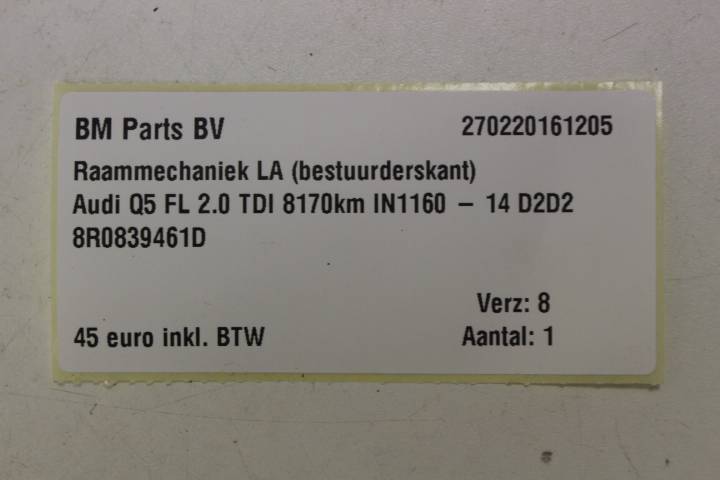 BM Parts BV 270220161205
Raammechaniek LA (bestuurderskant)
Audi Q5 FL 2.0 TDI 8170km IN1160 – 14 D2D2
8R0839461D
Verz: 8
45 euro inkl. BTW Aantal: 1